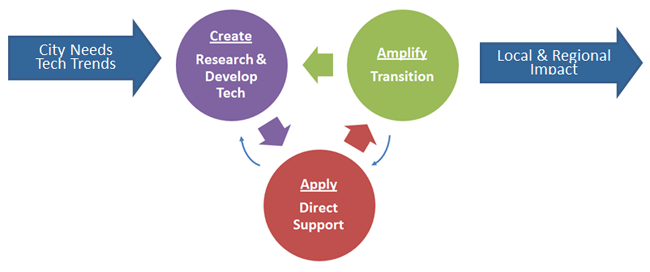 City Needs
Tech Trends
Create
Research &
Develop
Tech
Amplify
Transition
Local & Regional
Impact
Apply
Direct
Support